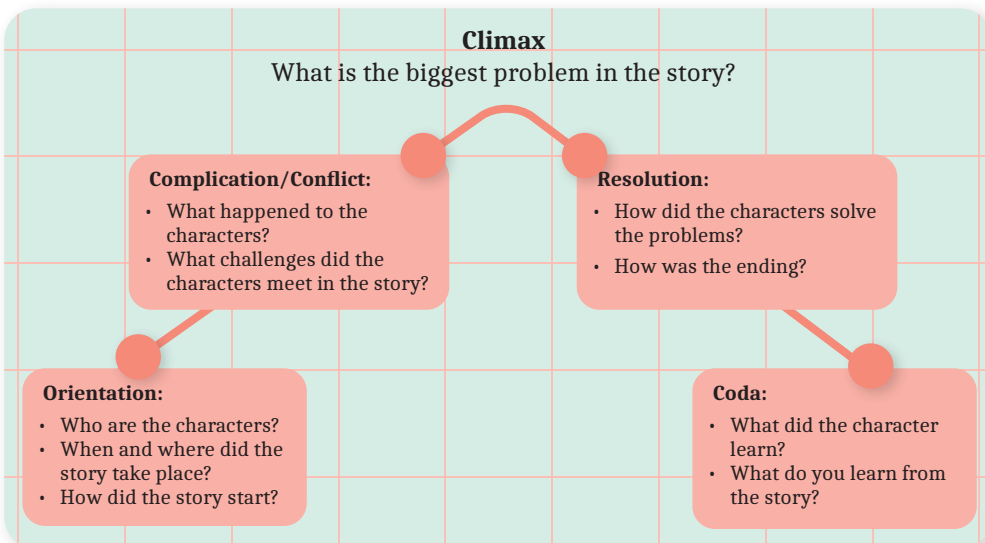 Climax
What is the biggest problem in the story?
Complication/Conflict:
• What happened to the
characters?
• What challenges did the
characters meet in the story?
Resolution:
• How did the characters solve
the problems?
• How was the ending?
Orientation:
• Who are the characters?
• When and where did the
story take place?
• How did the story start?
Coda:
• What did the character
learn?
• What do you learn from
the story?